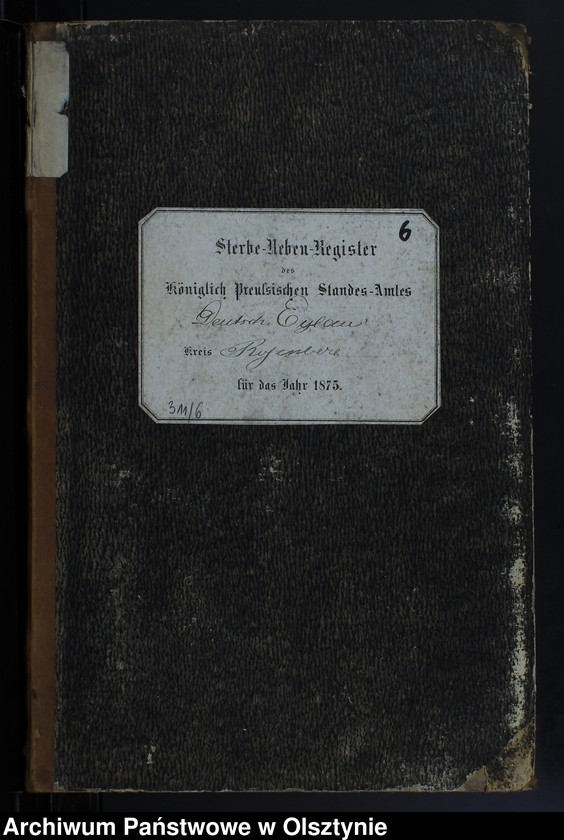 6
Sterbe-Neben-Register
des
Königlich Preußsischen Standes-Amtes
Deutsch Eylau
Kreis Rosenberg
für das Jahr 1875.
311/6
Archiwum Państwowe w Olsztynie